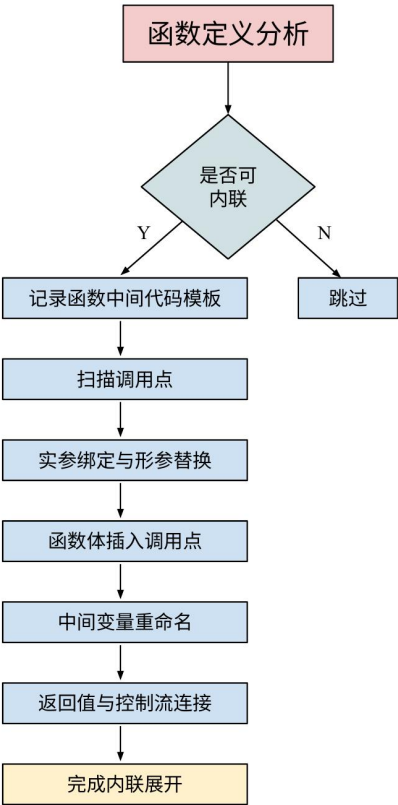 函数定义分析
是否可
内联
Y
N
记录函数中间代码模板
跳过
扫描调用点
实参绑定与形参替换
函数体插入调用点
中间变量重命名
返回值与控制流连接
完成内联展开